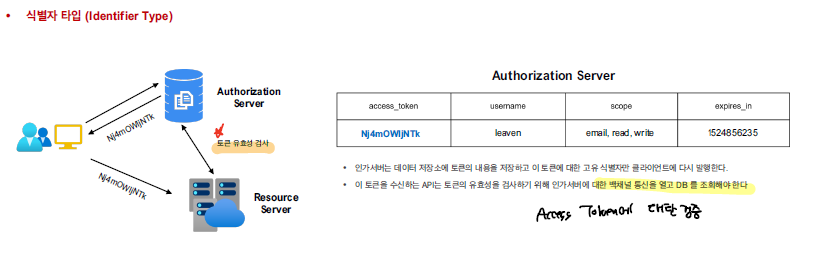 • 식별자 타입 (Identifier Type)
Authorization Server
Nj4mOWIjNTk
토큰 유효성 검사
Nj4mOWIjNTk
Resource Server
Authorization Server
access_token username scope expires_in
Nj4mOWIjNTk leaven email, read, write 1524856235
• 인가서버는 데이터 저장소에 토큰의 내용을 저장하고 이 토큰에 대한 고유 식별자만 클라이언트에 다시 발행한다.
• 이 토큰을 수신하는 API는 토큰의 유효성을 검사하기 위해 인가서버에 대한 백채널 통신을 열고 DB 를 조회해야 한다
Access Token에 대한 검증